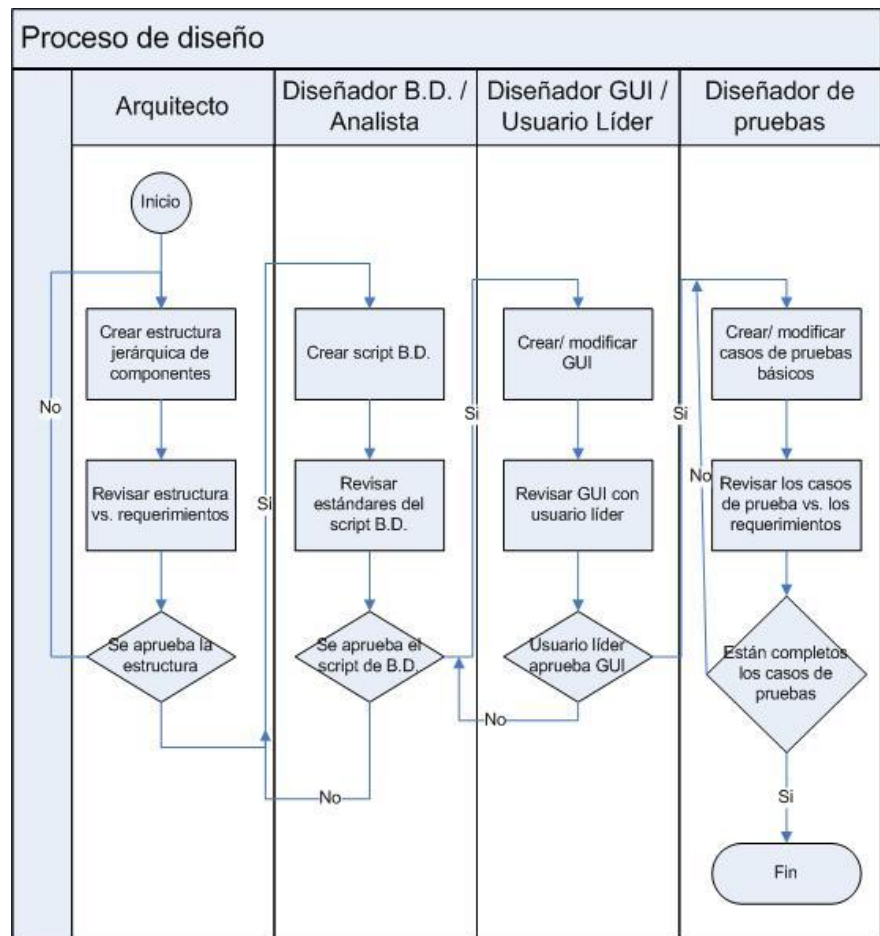 Proceso de diseño
Arquitecto
Diseñador B.D. /
Analista
Diseñador GUI /
Usuario Líder
Diseñador de
pruebas
Inicio
Crear estructura
jerárquica de
componentes
Revisar estructura
vs. requerimientos
Se aprueba la
estructura
No
Si
Crear script B.D.
Revisar
estándares del
script B.D.
Se aprueba el
script de B.D.
No
Si
Crear/ modificar
GUI
Revisar GUI con
usuario líder
Usuario líder
aprueba GUI
No
Si
Crear/ modificar
casos de pruebas
básicos
Revisar los casos
de prueba vs. los
requerimientos
Están completos
los casos de
pruebas
No
Si
Fin